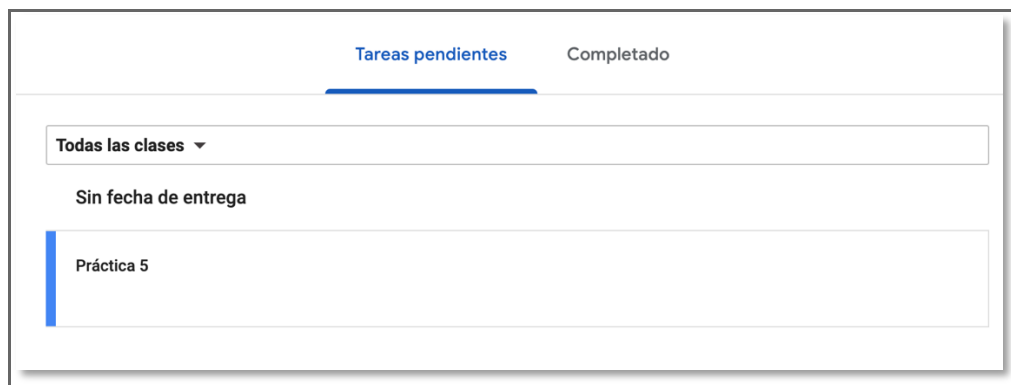 Tareas pendientes Completado
Todas las clases
Sin fecha de entrega
Práctica 5